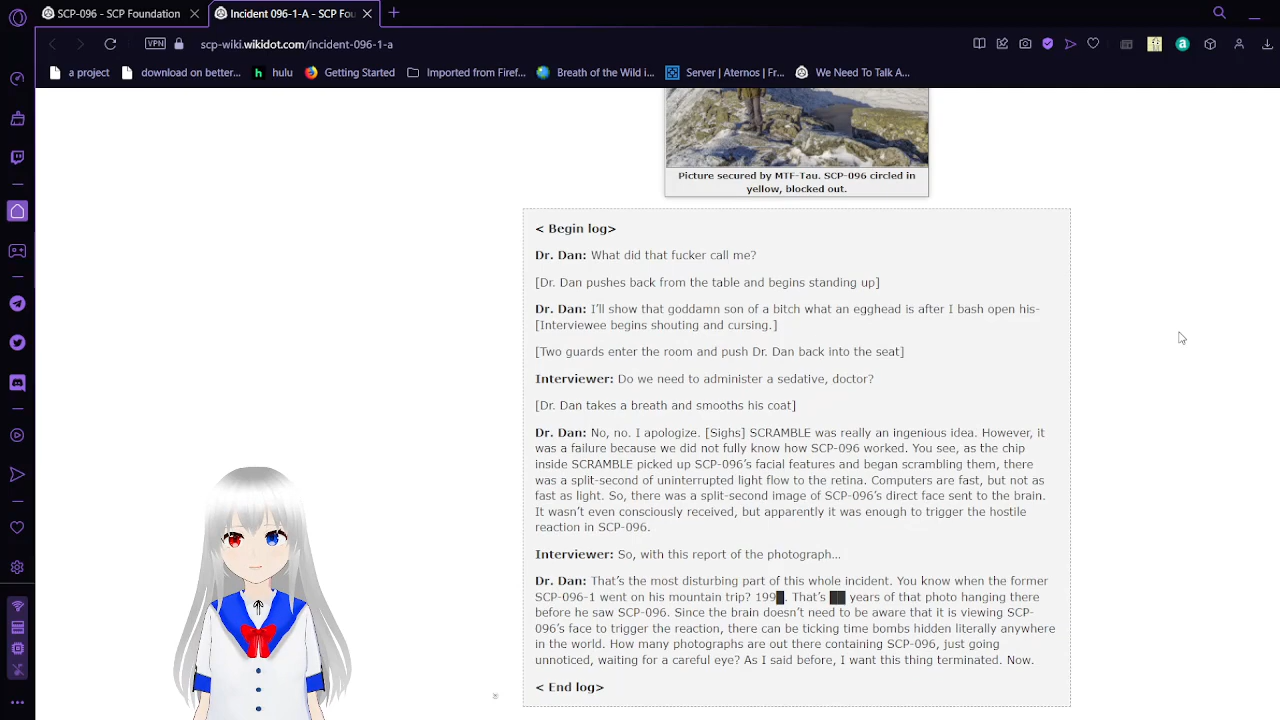 SCP-096 - SCP Foundation
Incident 096-1-A - SCP Fou
VPN
scp-wiki.wikidot.com/incident-096-1-a
a project
download on better...
hulu
Getting Started
Imported from Firef...
Breath of the Wild i...
Server | Aternos | Fr...
We Need To Talk A...
Picture secured by MTF-Tau. SCP-096 circled in
yellow, blocked out.
< Begin log>
Dr. Dan: What did that fucker call me?
[Dr. Dan pushes back from the table and begins standing up]
Dr. Dan: I'll show that goddamn son of a bitch what an egghead is after I bash open his-
[Interviewee begins shouting and cursing.]
[Two guards enter the room and push Dr. Dan back into the seat]
Interviewer: Do we need to administer a sedative, doctor?
[Dr. Dan takes a breath and smooths his coat]
Dr. Dan: No, no. I apologize. [Sighs] SCRAMBLE was really an ingenious idea. However, it
was a failure because we did not fully know how SCP-096 worked. You see, as the chip
inside SCRAMBLE picked up SCP-096's facial features and began scrambling them, there
was a split-second of uninterrupted light flow to the retina. Computers are fast, but not as
fast as light. So, there was a split-second image of SCP-096's direct face sent to the brain.
It wasn't even consciously received, but apparently it was enough to trigger the hostile
reaction in SCP-096.
Interviewer: So, with this report of the photograph...
Dr. Dan: That's the most disturbing part of this whole incident. You know when the former
SCP-096-1 went on his mountain trip? 199█. That's ██ years of that photo hanging there
before he saw SCP-096. Since the brain doesn't need to be aware that it is viewing SCP-
096's face to trigger the reaction, there can be ticking time bombs hidden literally anywhere
in the world. How many photographs are out there containing SCP-096, just going
unnoticed, waiting for a careful eye? As I said before, I want this thing terminated. Now.
< End log>